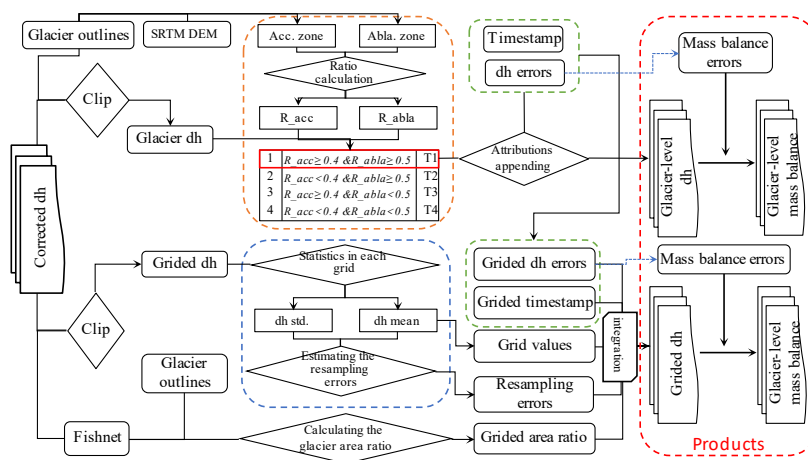 Glacier outlines
SRTM DEM
Acc. zone
Abla. zone
Ratio
calculation
R_acc
R_abla
Clip
Glacier dh
1 R_acc≥0.4 &R_abla≥0.5 T1
2 R_acc<0.4 &R_abla≥0.5 T2
3 R_acc≥0.4 &R_abla<0.5 T3
4 R_acc<0.4 &R_abla<0.5 T4
Timestamp
dh errors
Attributions
appending
Mass balance
errors
Glacier-level
dh
Glacier-level
mass balance
Corrected dh
Clip
Grided dh
Statistics in each
grid
dh std.
dh mean
Estimating the
resampling
errors
Grided dh errors
Grided timestamp
Grid values
Resampling
errors
integration
Mass balance errors
Grided dh
Glacier-level
mass balance
Glacier
outlines
Fishnet
Calculating the
glacier area ratio
Grided area ratio
Products